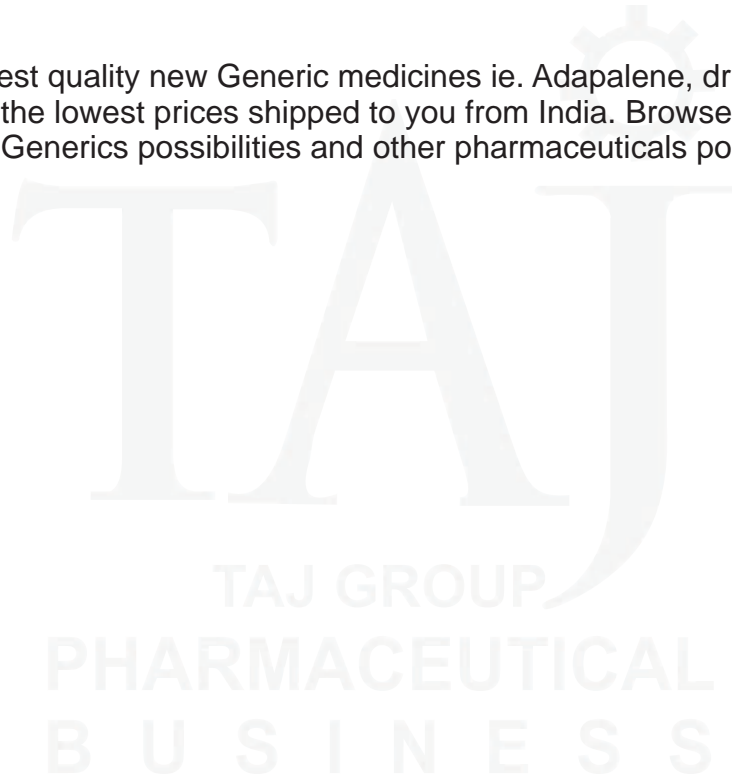 est quality new Generic medicines ie. Adapalene, dr
the lowest prices shipped to you from India. Browse
Generics possibilities and other pharmaceuticals po
TAJ
TAJ GROUP
PHARMACEUTICAL
BUSINESS